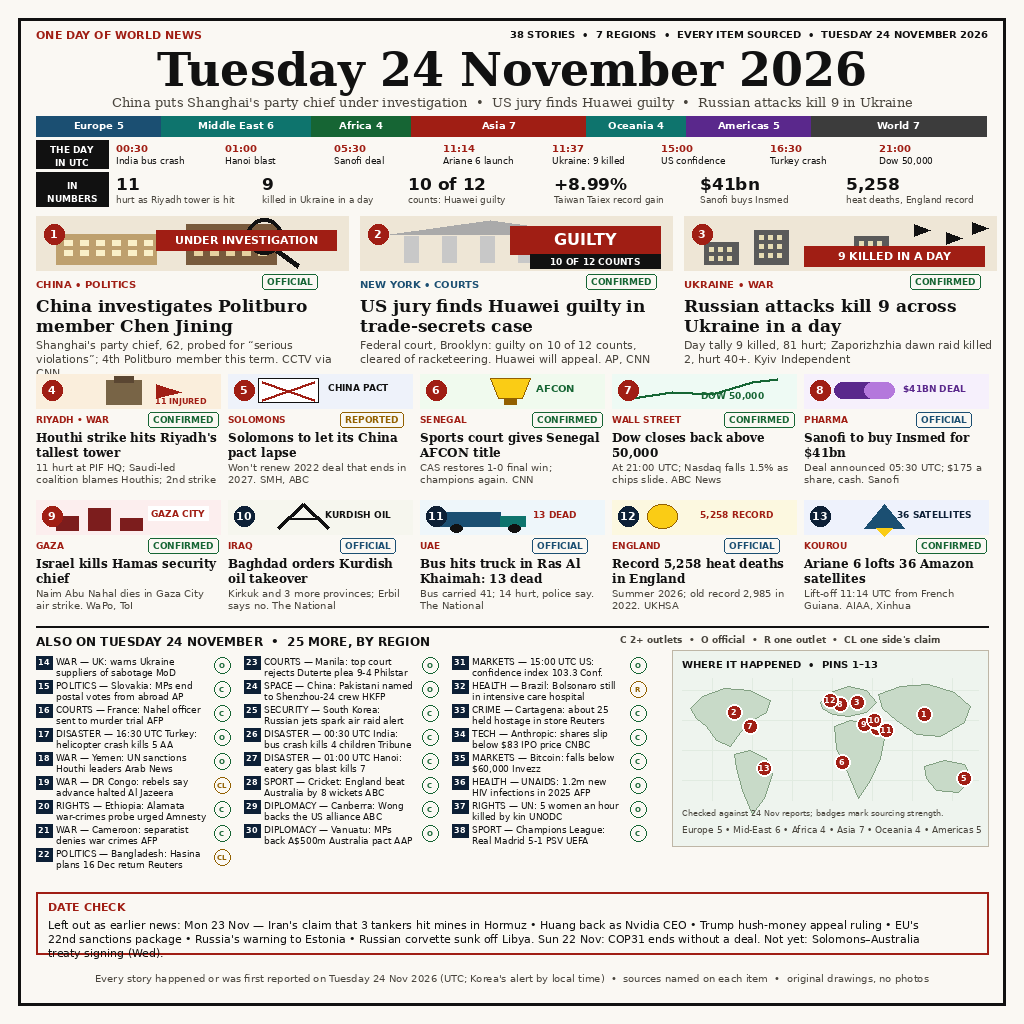 ONE DAY OF WORLD NEWS
38 STORIES • 7 REGIONS • EVERY ITEM SOURCED • TUESDAY 24 NOVEMBER 2026
Tuesday 24 November 2026
China puts Shanghai's party chief under investigation • US jury finds Huawei guilty • Russian attacks kill 9 in Ukraine
Europe 5
Middle East 6
Africa 4
Asia 7
Oceania 4
Americas 5
World 7
THE DAY
IN UTC
00:30
India bus crash
01:00
Hanoi blast
05:30
Sanofi deal
11:14
Ariane 6 launch
11:37
Ukraine: 9 killed
15:00
US confidence
16:30
Turkey crash
21:00
Dow 50,000
IN
NUMBERS
11
hurt as Riyadh tower is hit
9
killed in Ukraine in a day
10 of 12
counts: Huawei guilty
+8.99%
Taiwan Taiex record gain
$41bn
Sanofi buys Insmed
5,258
heat deaths, England record
1
UNDER INVESTIGATION
CHINA • POLITICS
OFFICIAL
China investigates Politburo
member Chen Jining
Shanghai's party chief, 62, probed for “serious
violations”; 4th Politburo member this term. CCTV via
CNN
2
GUILTY
10 OF 12 COUNTS
NEW YORK • COURTS
CONFIRMED
US jury finds Huawei guilty in
trade-secrets case
Federal court, Brooklyn: guilty on 10 of 12 counts,
cleared of racketeering. Huawei will appeal. AP, CNN
3
9 KILLED IN A DAY
UKRAINE • WAR
CONFIRMED
Russian attacks kill 9 across
Ukraine in a day
Day tally 9 killed, 81 hurt; Zaporizhzhia dawn raid killed
2, hurt 40+. Kyiv Independent
4
11 INJURED
RIYADH • WAR
CONFIRMED
Houthi strike hits Riyadh's
tallest tower
11 hurt at PIF HQ; Saudi-led
coalition blames Houthis; 2nd strike
5
CHINA PACT
SOLOMONS
REPORTED
Solomons to let its China
pact lapse
Won't renew 2022 deal that ends in
2027. SMH, ABC
6
AFCON
SENEGAL
CONFIRMED
Sports court gives Senegal
AFCON title
CAS restores 1-0 final win;
champions again. CNN
7
DOW 50,000
WALL STREET
CONFIRMED
Dow closes back above
50,000
At 21:00 UTC; Nasdaq falls 1.5% as
chips slide. ABC News
8
$41BN DEAL
PHARMA
OFFICIAL
Sanofi to buy Insmed for
$41bn
Deal announced 05:30 UTC; $175 a
share, cash. Sanofi
9
GAZA CITY
GAZA
CONFIRMED
Israel kills Hamas security
chief
Naim Abu Nahal dies in Gaza City
air strike. WaPo, ToI
10
KURDISH OIL
IRAQ
OFFICIAL
Baghdad orders Kurdish
oil takeover
Kirkuk and 3 more provinces; Erbil
says no. The National
11
13 DEAD
UAE
OFFICIAL
Bus hits truck in Ras Al
Khaimah: 13 dead
Bus carried 41; 14 hurt, police say.
The National
12
5,258 RECORD
ENGLAND
OFFICIAL
Record 5,258 heat deaths
in England
Summer 2026; old record 2,985 in
2022. UKHSA
13
36 SATELLITES
KOUROU
CONFIRMED
Ariane 6 lofts 36 Amazon
satellites
Lift-off 11:14 UTC from French
Guiana. AIAA, Xinhua
ALSO ON TUESDAY 24 NOVEMBER • 25 MORE, BY REGION
C 2+ outlets • O official • R one outlet • CL one side's claim
14 WAR — UK: warns Ukraine
suppliers of sabotage MoD
O
15 POLITICS — Slovakia: MPs end
postal votes from abroad AP
C
16 COURTS — France: Nahel officer
sent to murder trial AFP
C
17 DISASTER — 16:30 UTC Turkey:
helicopter crash kills 5 AA
O
18 WAR — Yemen: UN sanctions
Houthi leaders Arab News
O
19 WAR — DR Congo: rebels say
advance halted Al Jazeera
CL
20 RIGHTS — Ethiopia: Alamata
war-crimes probe urged Amnesty
C
21 WAR — Cameroon: separatist
denies war crimes AFP
C
22 POLITICS — Bangladesh: Hasina
plans 16 Dec return Reuters
CL
23 COURTS — Manila: top court
rejects Duterte plea 9-4 Philstar
O
24 SPACE — China: Pakistani named
to Shenzhou-24 crew HKFP
O
25 SECURITY — South Korea:
Russian jets spark air raid alert
C
26 DISASTER — 00:30 UTC India:
bus crash kills 4 children Tribune
C
27 DISASTER — 01:00 UTC Hanoi:
eatery gas blast kills 7
C
28 SPORT — Cricket: England beat
Australia by 8 wickets ABC
C
29 DIPLOMACY — Canberra: Wong
backs the US alliance ABC
C
30 DIPLOMACY — Vanuatu: MPs
back A$500m Australia pact AAP
O
31 MARKETS — 15:00 UTC US:
confidence index 103.3 Conf.
O
32 HEALTH — Brazil: Bolsonaro still
in intensive care hospital
R
33 CRIME — Cartagena: about 25
held hostage in store Reuters
C
34 TECH — Anthropic: shares slip
below $83 IPO price CNBC
C
35 MARKETS — Bitcoin: falls below
$60,000 Invezz
C
36 HEALTH — UNAIDS: 1.2m new
HIV infections in 2025 AFP
O
37 RIGHTS — UN: 5 women an hour
killed by kin UNODC
O
38 SPORT — Champions League:
Real Madrid 5-1 PSV UEFA
C
WHERE IT HAPPENED • PINS 1–13
12
3
2
1
7
9
10
11
6
13
5
Checked against 24 Nov reports; badges mark sourcing strength.
Europe 5 • Mid-East 6 • Africa 4 • Asia 7 • Oceania 4 • Americas 5
DATE CHECK
Left out as earlier news: Mon 23 Nov — Iran's claim that 3 tankers hit mines in Hormuz • Huang back as Nvidia CEO • Trump hush-money appeal ruling • EU's
22nd sanctions package • Russia's warning to Estonia • Russian corvette sunk off Libya. Sun 22 Nov: COP31 ends without a deal. Not yet: Solomons–Australia
treaty signing (Wed).
Every story happened or was first reported on Tuesday 24 Nov 2026 (UTC; Korea's alert by local time) • sources named on each item • original drawings, no photos